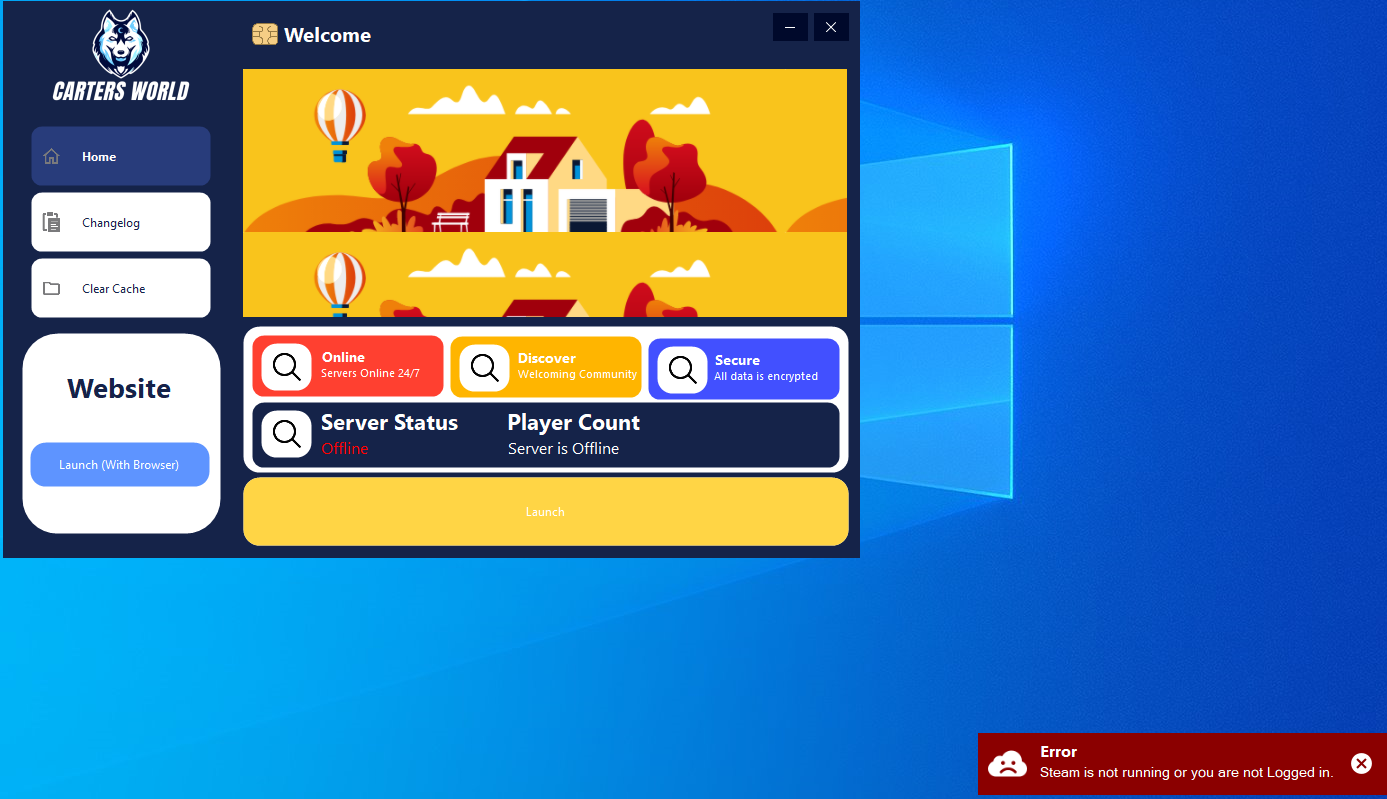 CARTERS WORLD
Home
Changelog
Clear Cache
Website
Launch (With Browser)
Welcome
Online
Servers Online 24/7
Discover
Welcoming Community
Secure
All data is encrypted
Server Status
Offline
Player Count
Server is Offline
Launch
Error
Steam is not running or you are not Logged in.